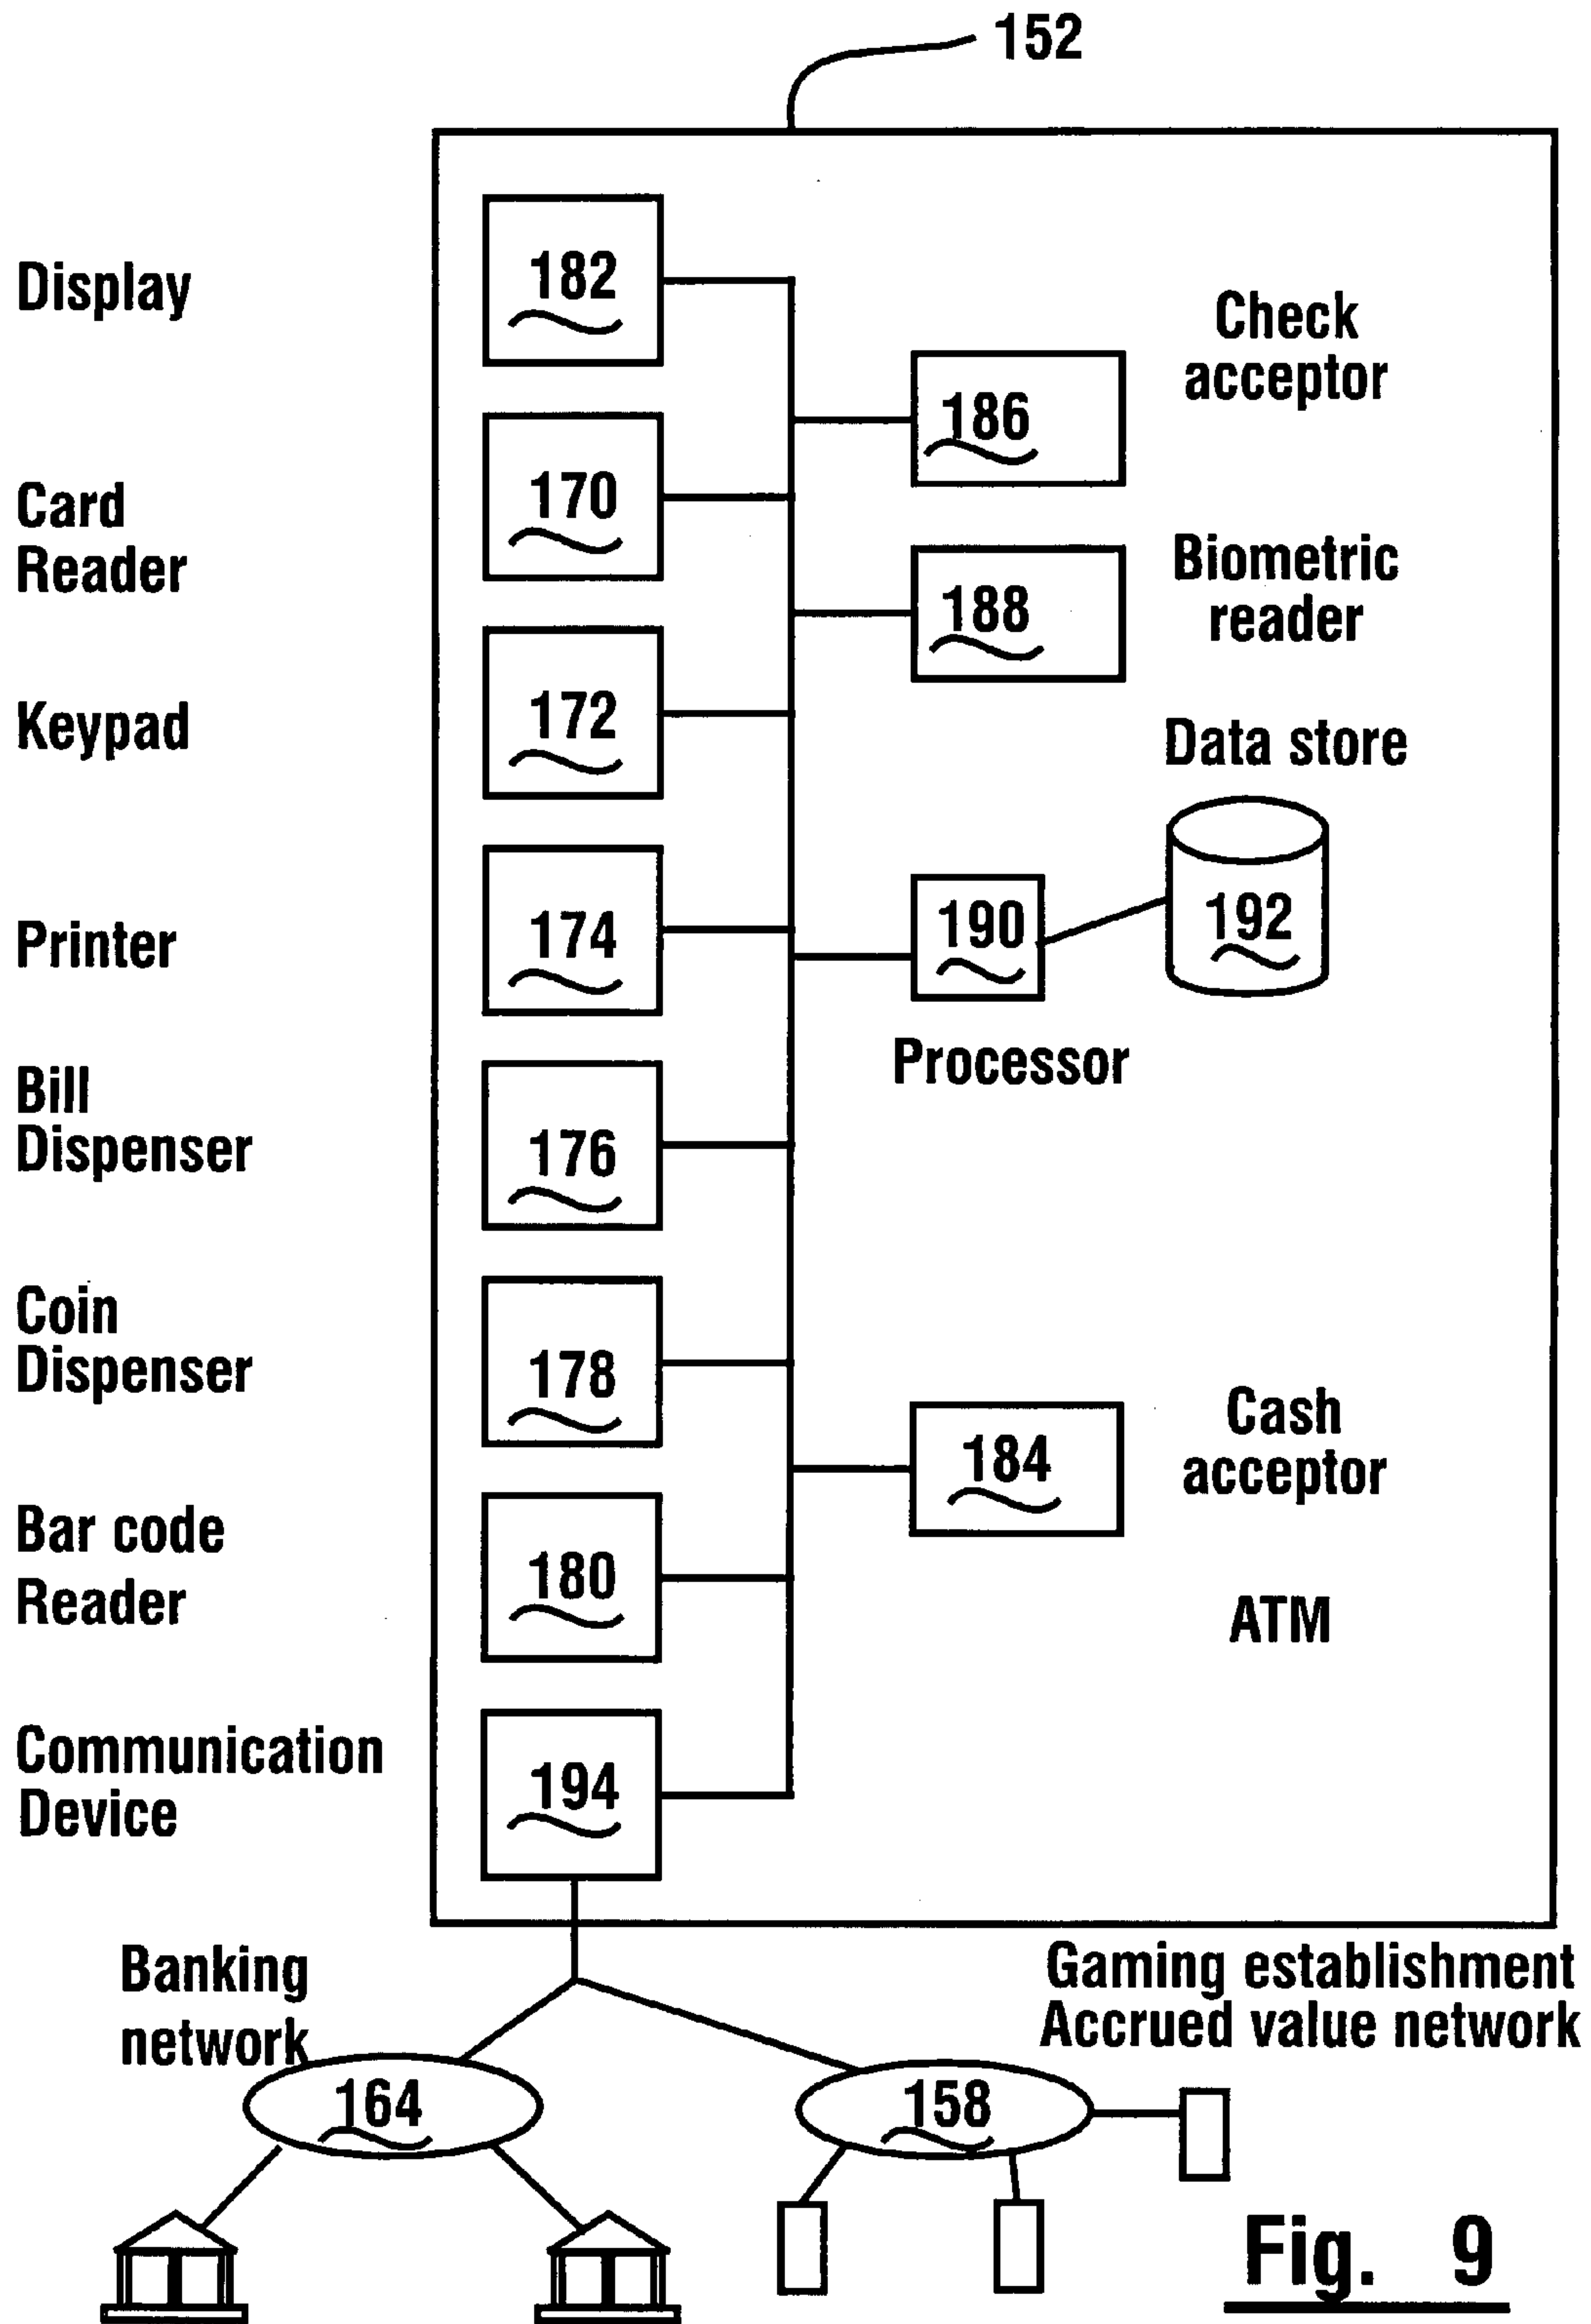 152
Display
182
Check
acceptor
186
Card
Reader
170
Biometric
reader
188
Keypad
172
Data store
Printer
174
190
192
Processor
Bill
Dispenser
176
Coin
Dispenser
178
Cash
acceptor
184
Bar code
Reader
180
ATM
Communication
Device
194
Banking
network
164
Gaming establishment
Accrued value network
158
Fig. 9